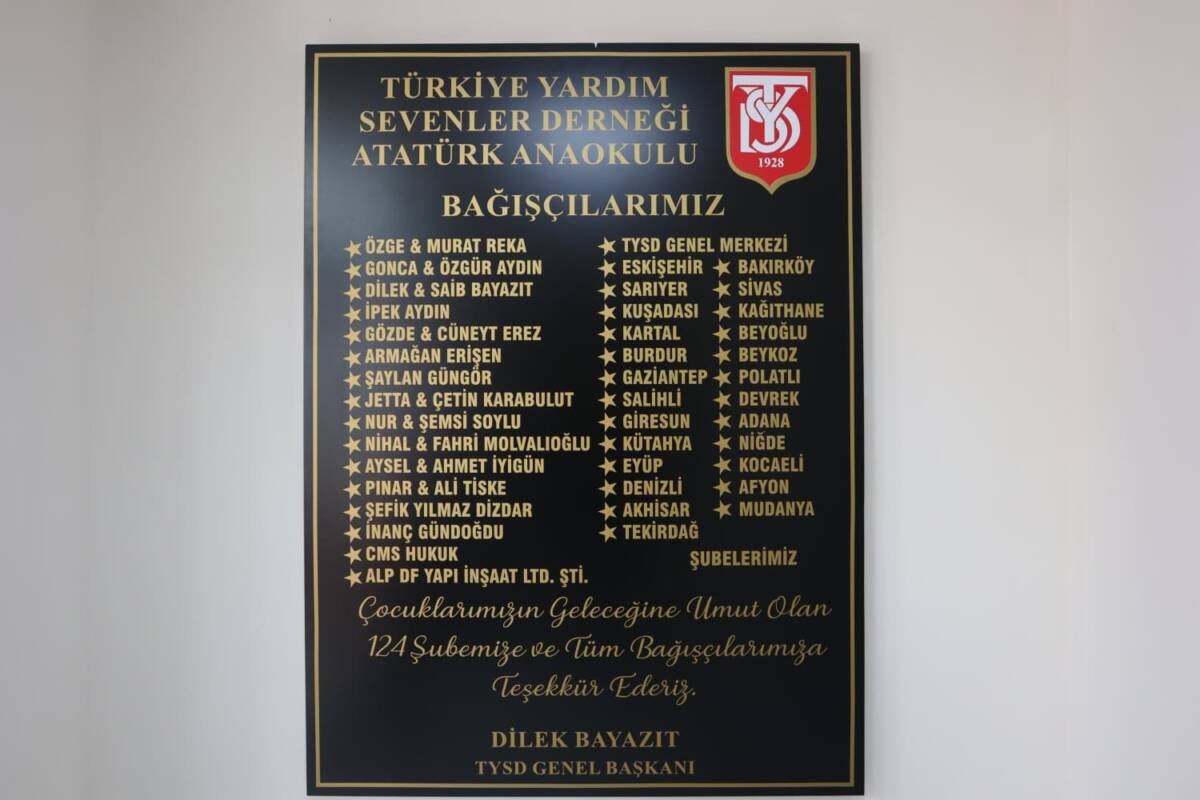 TÜRKİYE YARDIM
SEVENLER DERNEĞİ
ATATÜRK ANAOKULU
TYSD
1928
BAĞIŞÇILARIMIZ
ÖZGE & MURAT REKA
GONCA & ÖZGÜR AYDIN
DİLEK & SAİB BAYAZIT
İPEK AYDIN
GÖZDE & CÜNEYT EREZ
ARMAĞAN ERİŞEN
ŞAYLAN GÜNGÖR
JETTA & ÇETİN KARABULUT
NUR & ŞEMSİ SOYLU
NİHAL & FAHRİ MOLVALIOĞLU
AYSEL & AHMET İYİGÜN
PINAR & ALİ TİSKE
ŞEFİK YILMAZ DİZDAR
İNANÇ GÜNDOĞDU
CMS HUKUK
ALP DF YAPI İNŞAAT LTD. ŞTİ.
TYSD GENEL MERKEZİ
ESKİŞEHİR
SARIYER
KUŞADASI
KARTAL
BURDUR
GAZİANTEP
SALİHLİ
GİRESUN
KÜTAHYA
EYÜP
DENİZLİ
AKHİSAR
TEKİRDAĞ
BAKIRKÖY
SİVAS
KAĞITHANE
BEYOĞLU
BEYKOZ
POLATLI
DEVREK
ADANA
NİĞDE
KOCAELİ
AFYON
MUDANYA
ŞUBELERİMİZ
Çocuklarımızın Geleceğine Umut Olan
124 Şubemize ve Tüm Bağışçılarımıza
Teşekkür Ederiz.
DİLEK BAYAZIT
TYSD GENEL BAŞKANI